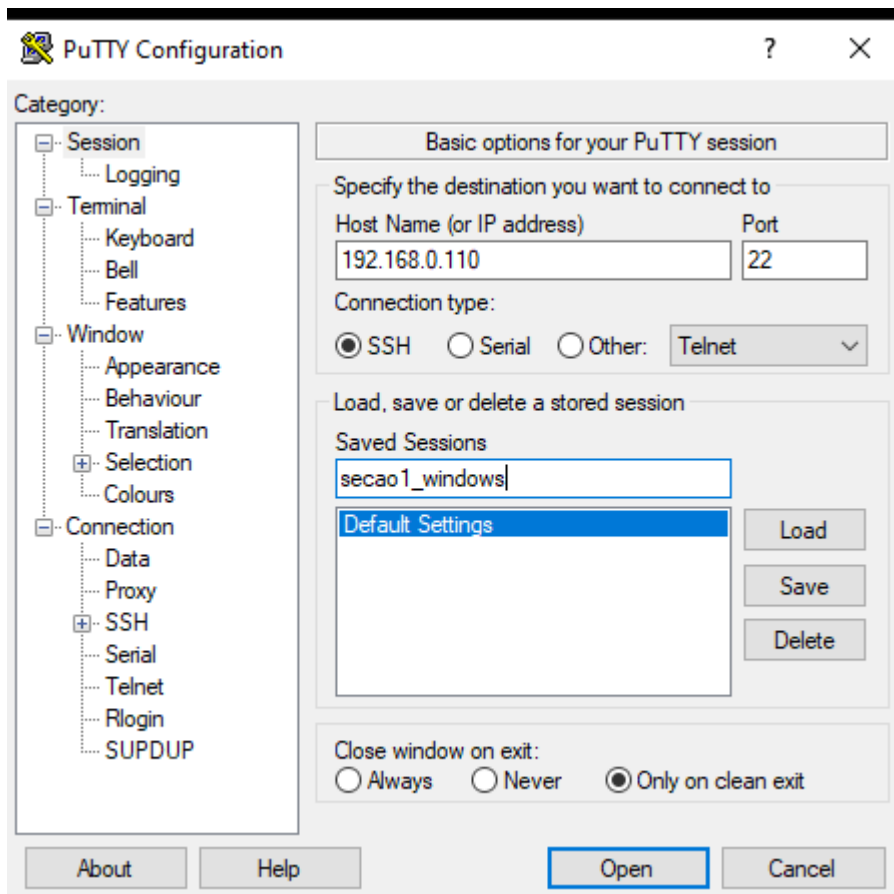 PuTTY Configuration
?
Category:
Session
Logging
Terminal
Keyboard
Bell
Features
Window
Appearance
Behaviour
Translation
Selection
Colours
Connection
Data
Proxy
SSH
Serial
Telnet
Rlogin
SUPDUP
Basic options for your PuTTY session
Specify the destination you want to connect to
Host Name (or IP address) Port
192.168.0.110 22
Connection type:
SSH Serial Other: Telnet
Load, save or delete a stored session
Saved Sessions
secao1_windows
Default Settings
Load
Save
Delete
Close window on exit:
Always Never Only on clean exit
About Help Open Cancel